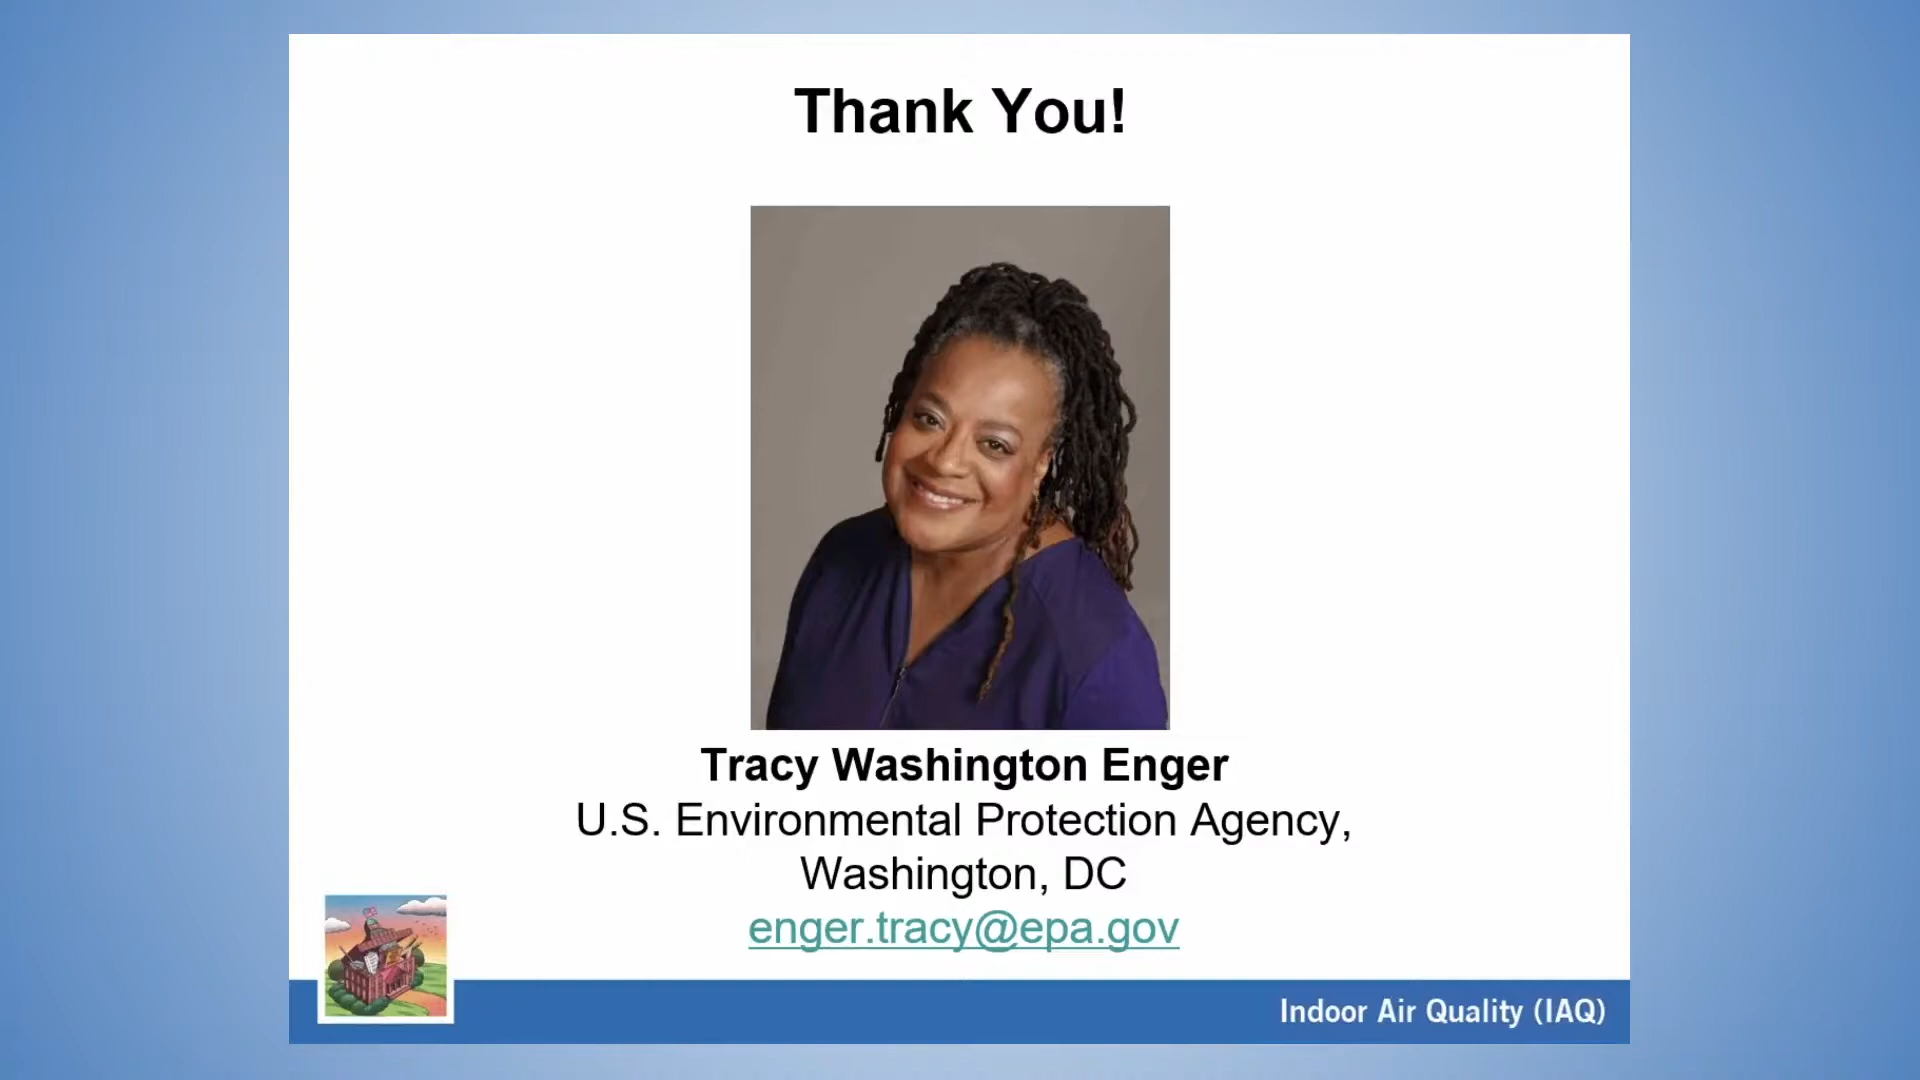 Thank You!
Tracy Washington Enger
U.S. Environmental Protection Agency,
Washington, DC
enger.tracy@epa.gov
Indoor Air Quality (IAQ)